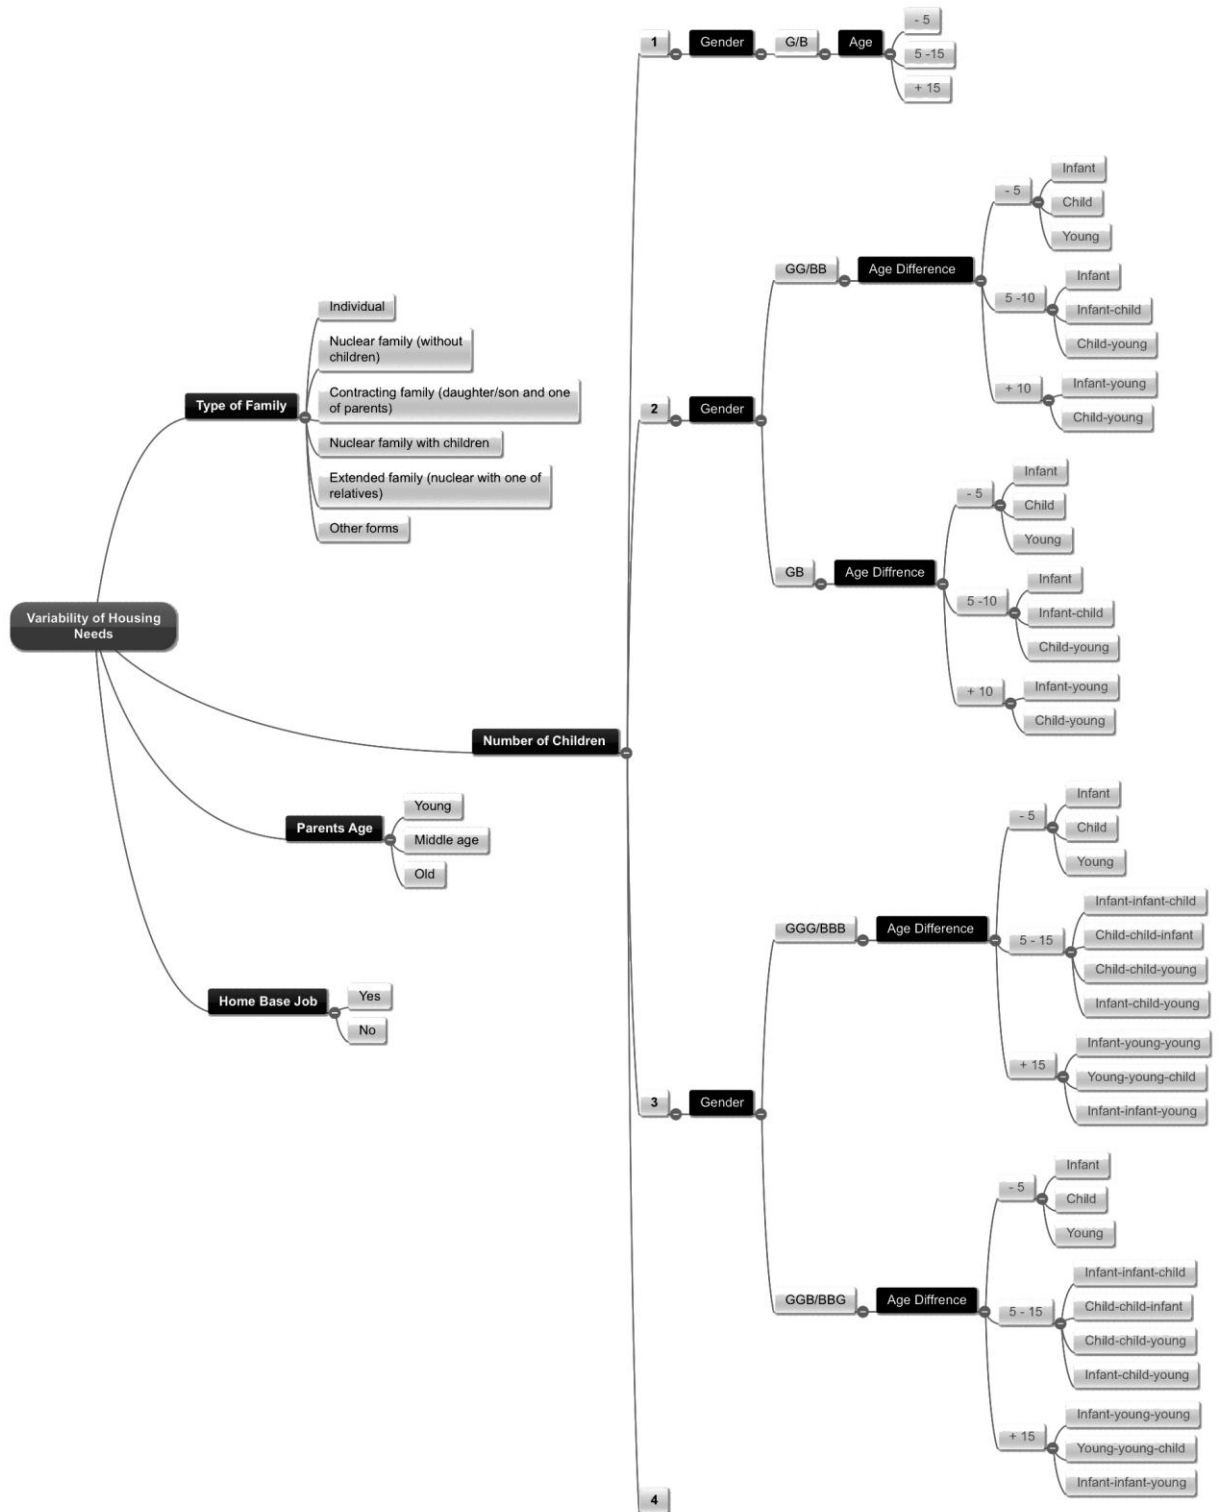 Variability of Housing
Needs
Type of Family
Individual
Nuclear family (without
children)
Contracting family (daughter/son and one
of parents)
Nuclear family with children
Extended family (nuclear with one of
relatives)
Other forms
Number of Children
1
Gender
G/B
Age
- 5
5 -15
+ 15
2
Gender
GG/BB
Age Difference
- 5
Infant
Child
Young
5 -10
Infant
Infant-child
Child-young
+ 10
Infant-young
Child-young
GB
Age Diffrence
- 5
Infant
Child
Young
5 -10
Infant
Infant-child
Child-young
+ 10
Infant-young
Child-young
3
Gender
GGG/BBB
Age Difference
- 5
Infant
Child
Young
5 - 15
Infant-infant-child
Child-child-infant
Child-child-young
Infant-child-young
+ 15
Infant-young-young
Young-young-child
Infant-infant-young
GGB/BBG
Age Diffrence
- 5
Infant
Child
Young
5 - 15
Infant-infant-child
Child-child-infant
Child-child-young
Infant-child-young
+ 15
Infant-young-young
Young-young-child
Infant-infant-young
4
Parents Age
Young
Middle age
Old
Home Base Job
Yes
No